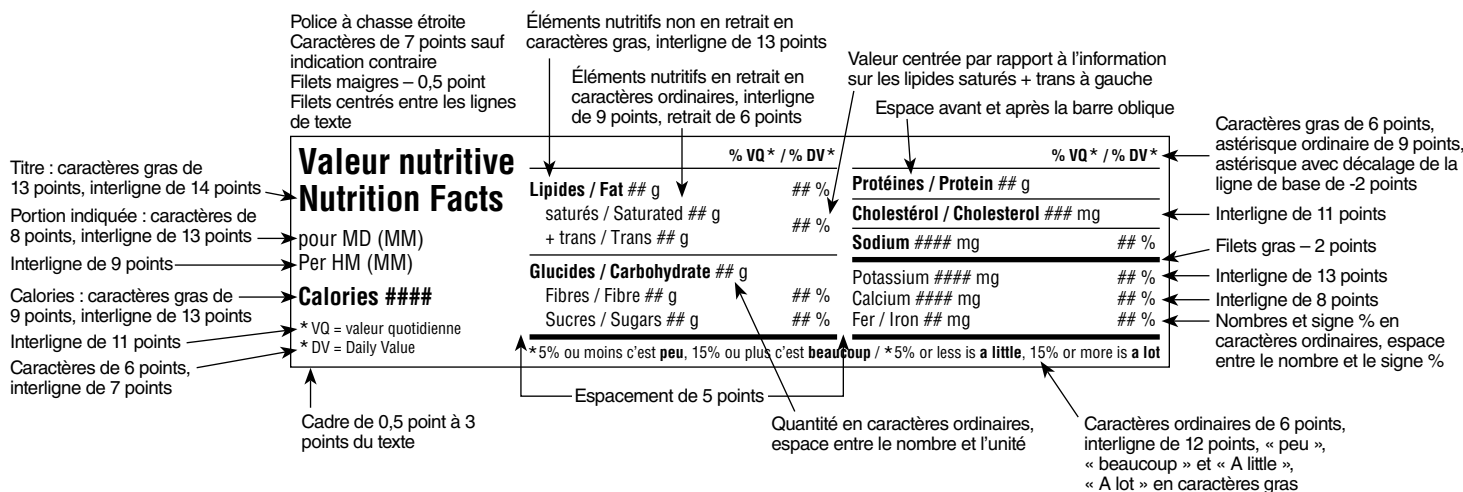 Police à chasse étroite
Caractères de 7 points sauf
indication contraire
Filets maigres – 0,5 point
Filets centrés entre les lignes
de texte
Éléments nutritifs non en retrait en
caractères gras, interligne de 13 points
Éléments nutritifs en retrait en
caractères ordinaires, interligne
de 9 points, retrait de 6 points
Valeur centrée par rapport à l’information
sur les lipides saturés + trans à gauche
Espace avant et après la barre oblique
Titre : caractères gras de
13 points, interligne de 14 points
Portion indiquée : caractères de
8 points, interligne de 13 points
Interligne de 9 points
Calories : caractères gras de
9 points, interligne de 13 points
Interligne de 11 points
Caractères de 6 points,
interligne de 7 points
Valeur nutritive
Nutrition Facts
pour MD (MM)
Per HM (MM)
Calories ####
* VQ = valeur quotidienne
* DV = Daily Value
% VQ* / % DV*
Lipides / Fat ## g ## %
saturés / Saturated ## g
+ trans / Trans ## g
## %
Glucides / Carbohydrate ## g
Fibres / Fibre ## g ## %
Sucres / Sugars ## g ## %
% VQ* / % DV*
Protéines / Protein ## g
Cholestérol / Cholesterol ### mg
Sodium #### mg ## %
Potassium #### mg ## %
Calcium #### mg ## %
Fer / Iron ## mg ## %
*5% ou moins c’est peu, 15% ou plus c’est beaucoup / *5% or less is a little, 15% or more is a lot
Caractères gras de 6 points,
astérisque ordinaire de 9 points,
astérisque avec décalage de la
ligne de base de -2 points
Interligne de 11 points
Filets gras – 2 points
Interligne de 13 points
Interligne de 8 points
Nombres et signe % en
caractères ordinaires, espace
entre le nombre et le signe %
Cadre de 0,5 point à 3
points du texte
Espacement de 5 points
Quantité en caractères ordinaires,
espace entre le nombre et l’unité
Caractères ordinaires de 6 points,
interligne de 12 points, « peu »,
« beaucoup » et « A little »,
« A lot » en caractères gras